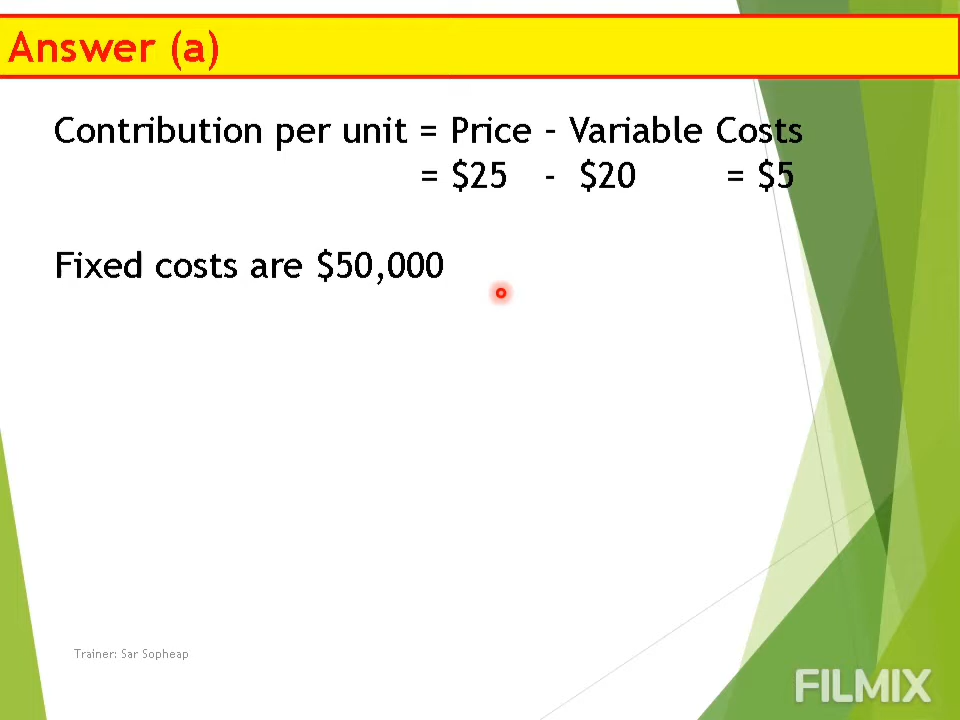 Answer (a)
Contribution per unit = Price - Variable Costs
= $25 - $20 = $5
Fixed costs are $50,000
Trainer: Sar Sopheap
FILMIX